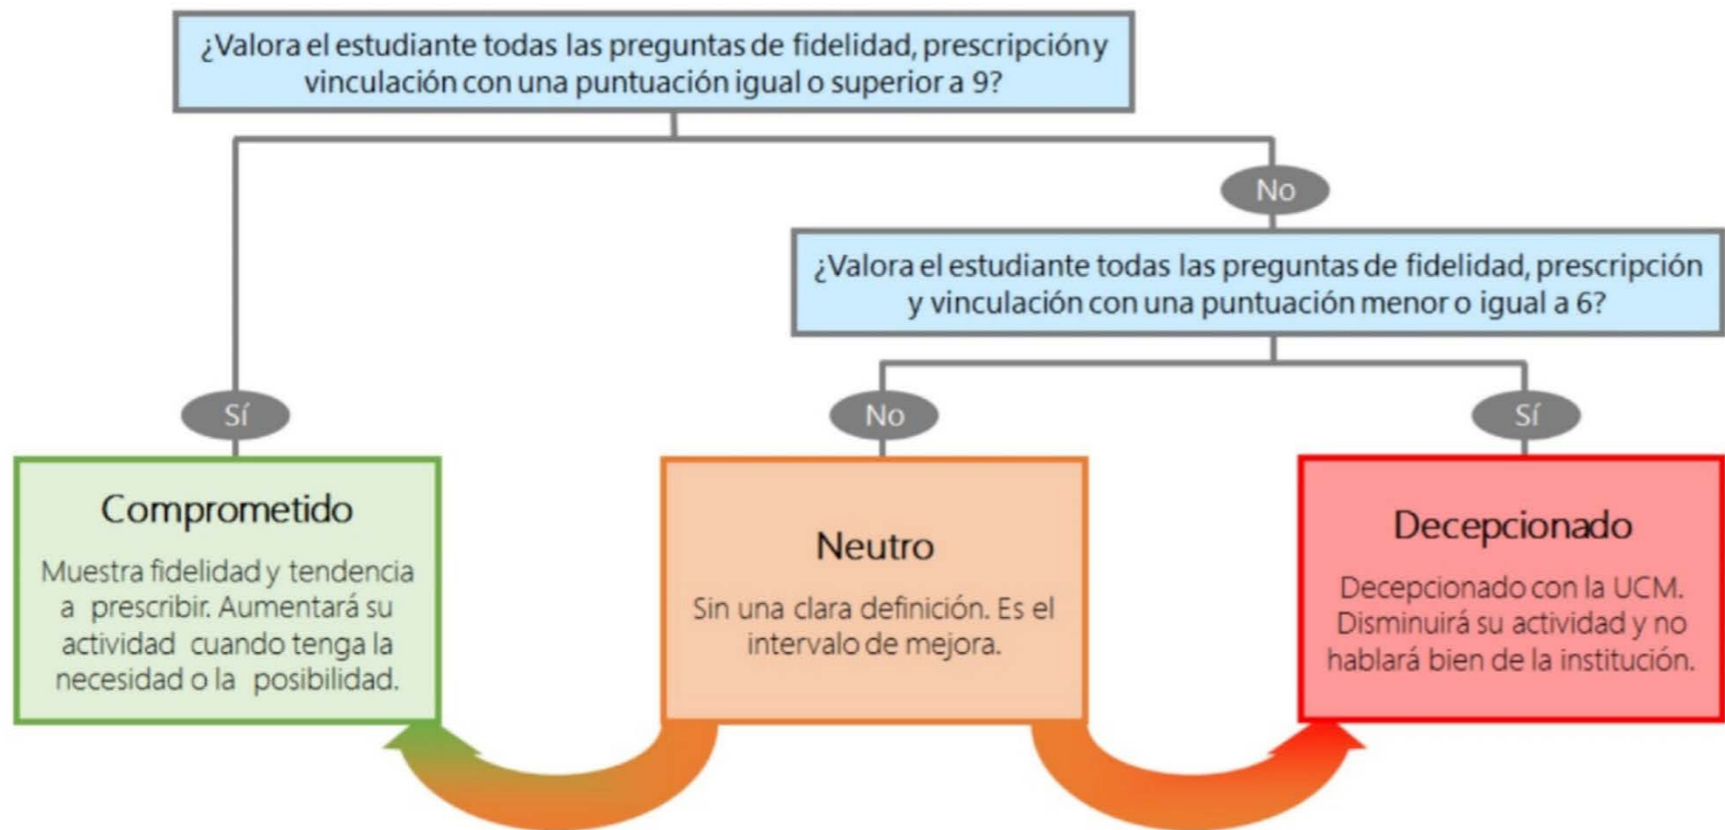 ¿Valora el estudiante todas las preguntas de fidelidad, prescripción y
vinculación con una puntuación igual o superior a 9?
No
¿Valora el estudiante todas las preguntas de fidelidad, prescripción
y vinculación con una puntuación menor o igual a 6?
Sí
No
Sí
Comprometido
Muestra fidelidad y tendencia
a prescribir. Aumentará su
actividad cuando tenga la
necesidad o la posibilidad.
Neutro
Sin una clara definición. Es el
intervalo de mejora.
Decepcionado
Decepcionado con la UCM.
Disminuirá su actividad y no
hablará bien de la institución.